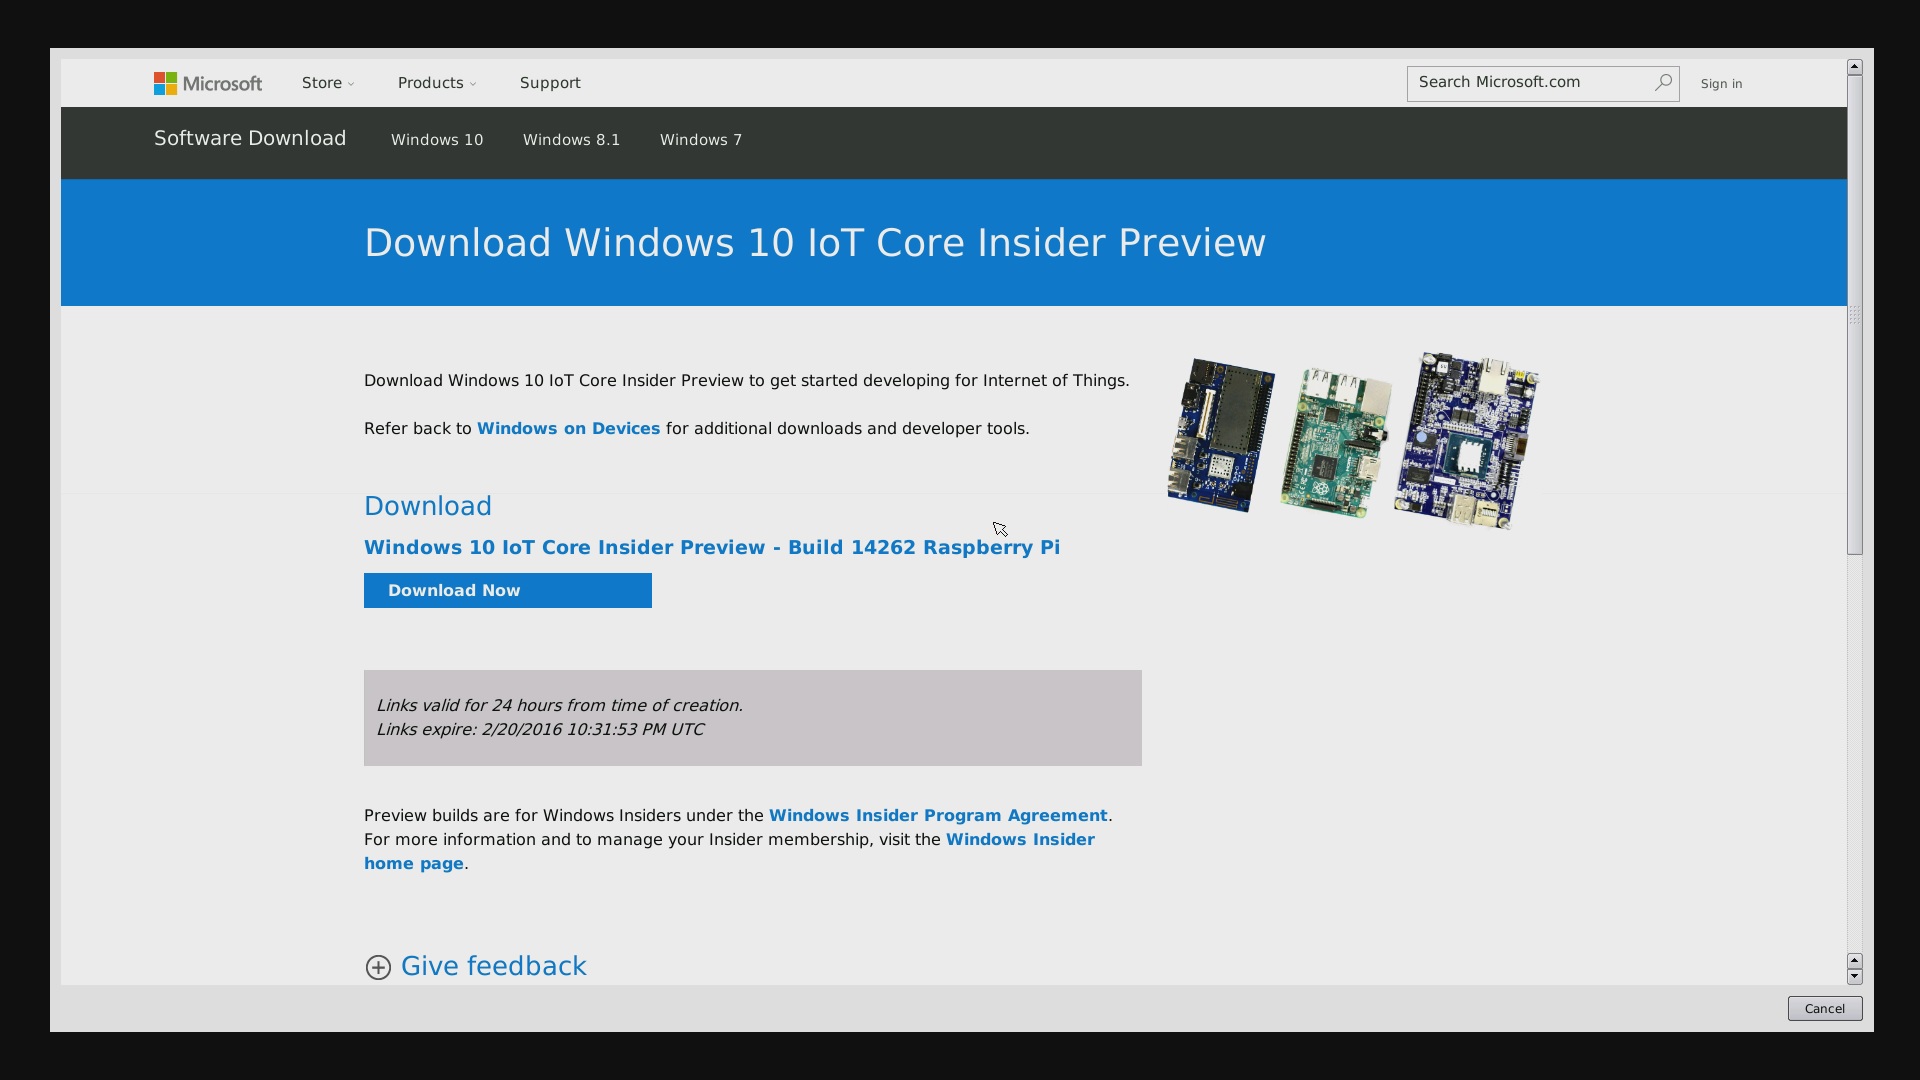 Microsoft Store Products Support Search Microsoft.com Sign in
Software Download Windows 10 Windows 8.1 Windows 7
Download Windows 10 IoT Core Insider Preview
Download Windows 10 IoT Core Insider Preview to get started developing for Internet of Things.
Refer back to Windows on Devices for additional downloads and developer tools.
Download
Windows 10 IoT Core Insider Preview - Build 14262 Raspberry Pi
Download Now
Links valid for 24 hours from time of creation.
Links expire: 2/20/2016 10:31:53 PM UTC
Preview builds are for Windows Insiders under the Windows Insider Program Agreement.
For more information and to manage your Insider membership, visit the Windows Insider
home page.
Give feedback
Cancel